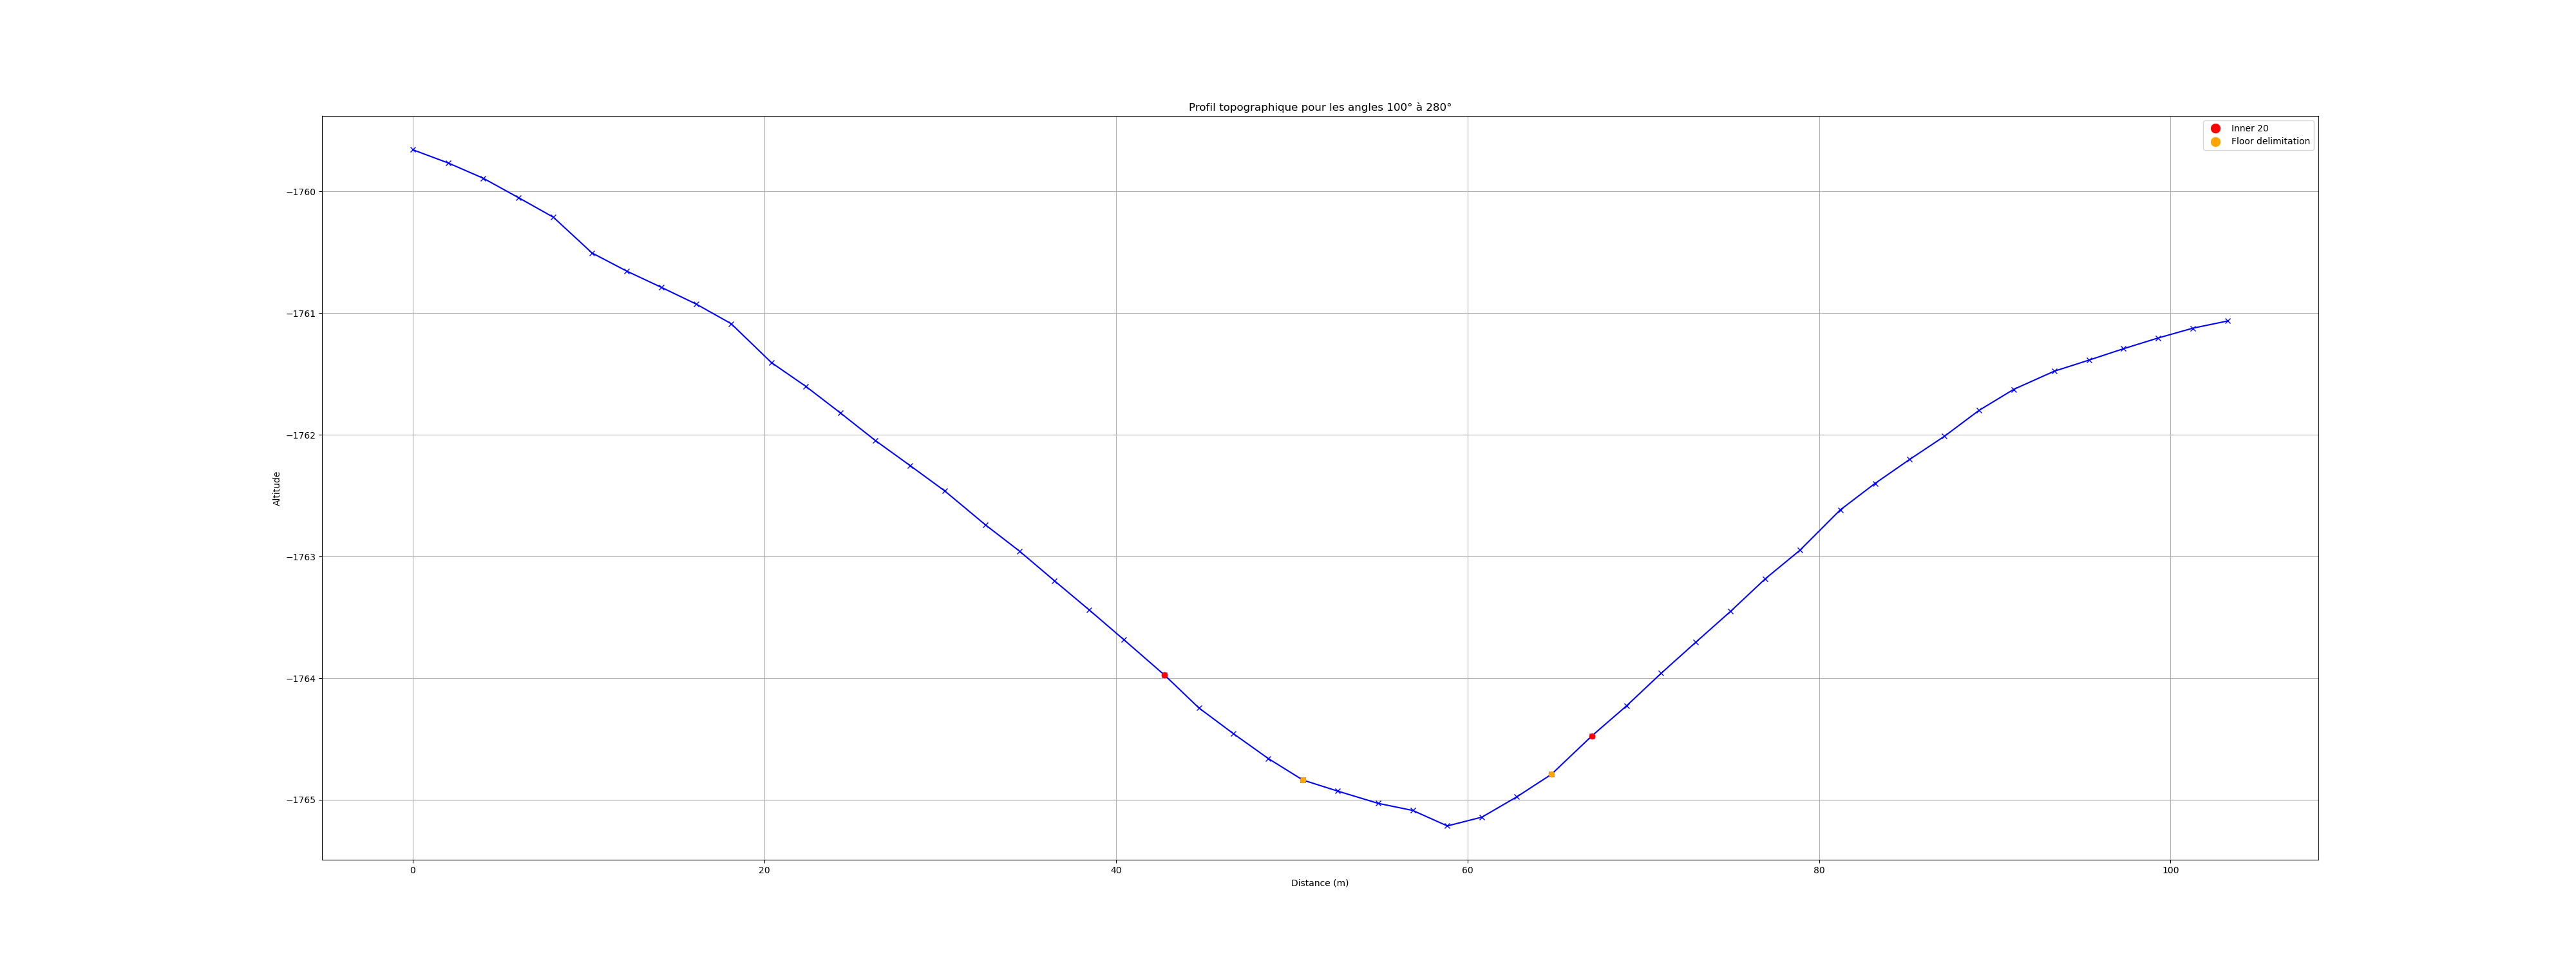 Profil topographique pour les angles 100° à 280°
Inner 20
Floor delimitation
−1760
−1761
−1762
−1763
−1764
−1765
Altitude
0 20 40 60 80 100
Distance (m)